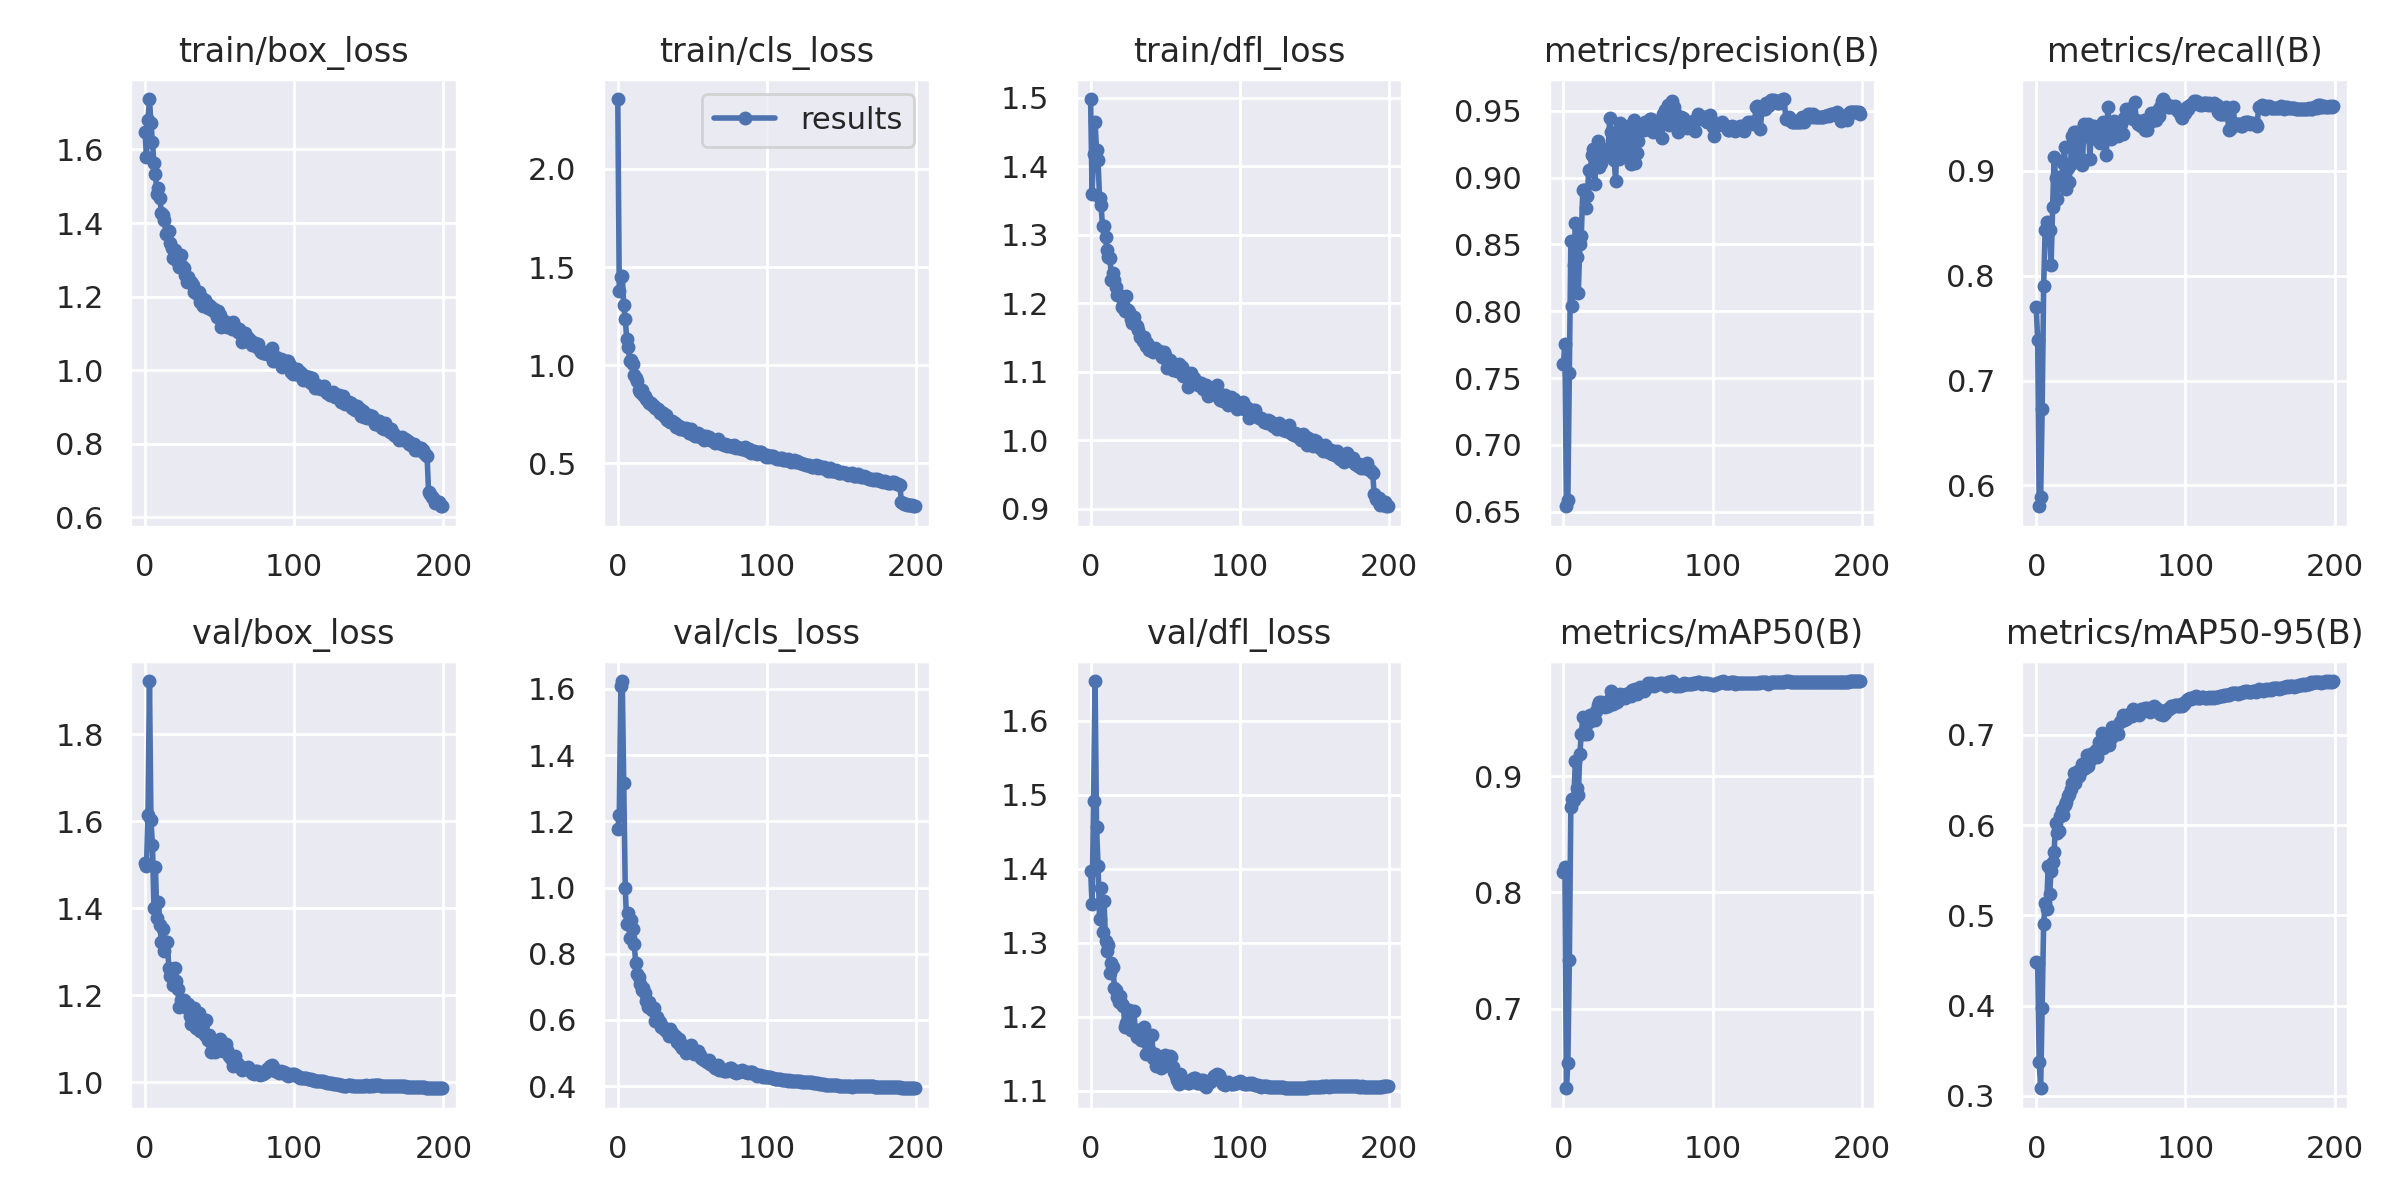 train/box_loss
train/cls_loss
train/dfl_loss
metrics/precision(B)
metrics/recall(B)
results
1.6
1.4
1.2
1.0
0.8
0.6
0 100 200
2.0
1.5
1.0
0.5
0 100 200
1.5
1.4
1.3
1.2
1.1
1.0
0.9
0 100 200
0.95
0.90
0.85
0.80
0.75
0.70
0.65
0 100 200
0.9
0.8
0.7
0.6
0 100 200
val/box_loss
val/cls_loss
val/dfl_loss
metrics/mAP50(B)
metrics/mAP50-95(B)
1.8
1.6
1.4
1.2
1.0
0 100 200
1.6
1.4
1.2
1.0
0.8
0.6
0.4
0 100 200
1.6
1.5
1.4
1.3
1.2
1.1
0 100 200
0.9
0.8
0.7
0 100 200
0.7
0.6
0.5
0.4
0.3
0 100 200